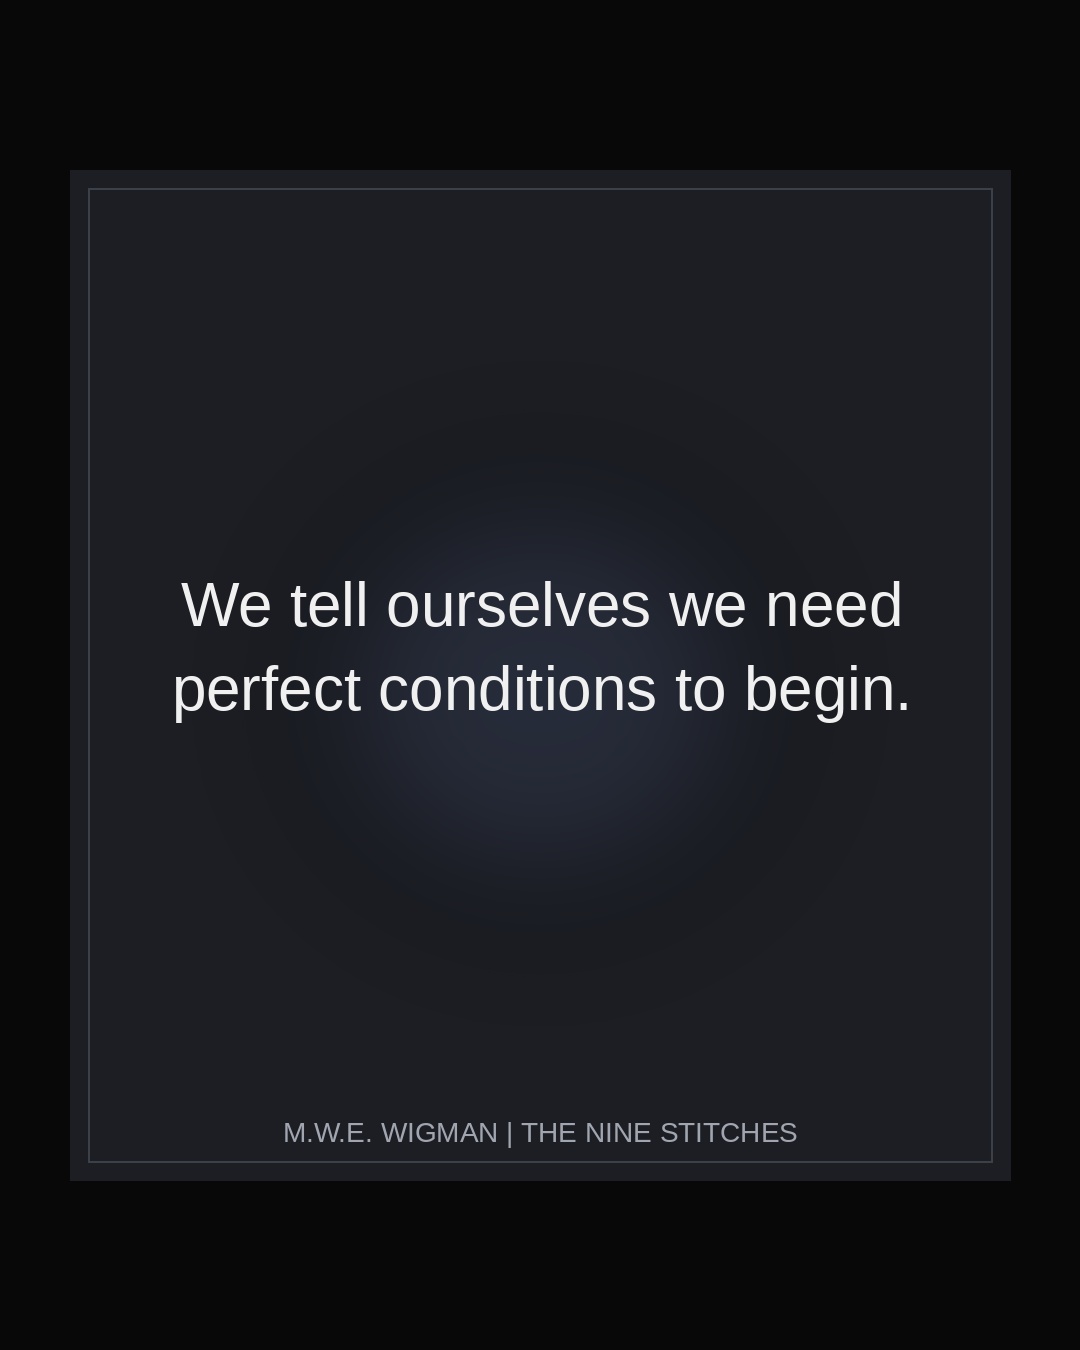 We tell ourselves we need
perfect conditions to begin.
M.W.E. WIGMAN | THE NINE STITCHES